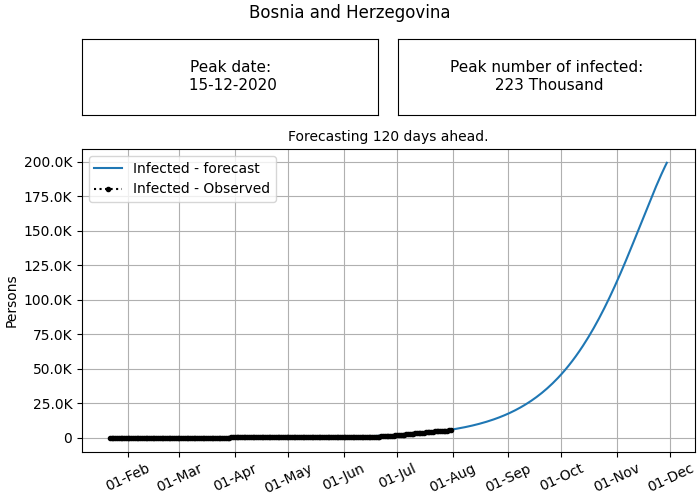 Bosnia and Herzegovina
Peak date:
15-12-2020
Peak number of infected:
223 Thousand
Forecasting 120 days ahead.
Infected - forecast
Infected - Observed
Persons
200.0K
175.0K
150.0K
125.0K
100.0K
75.0K
50.0K
25.0K
0
01-Feb
01-Mar
01-Apr
01-May
01-Jun
01-Jul
01-Aug
01-Sep
01-Oct
01-Nov
01-Dec